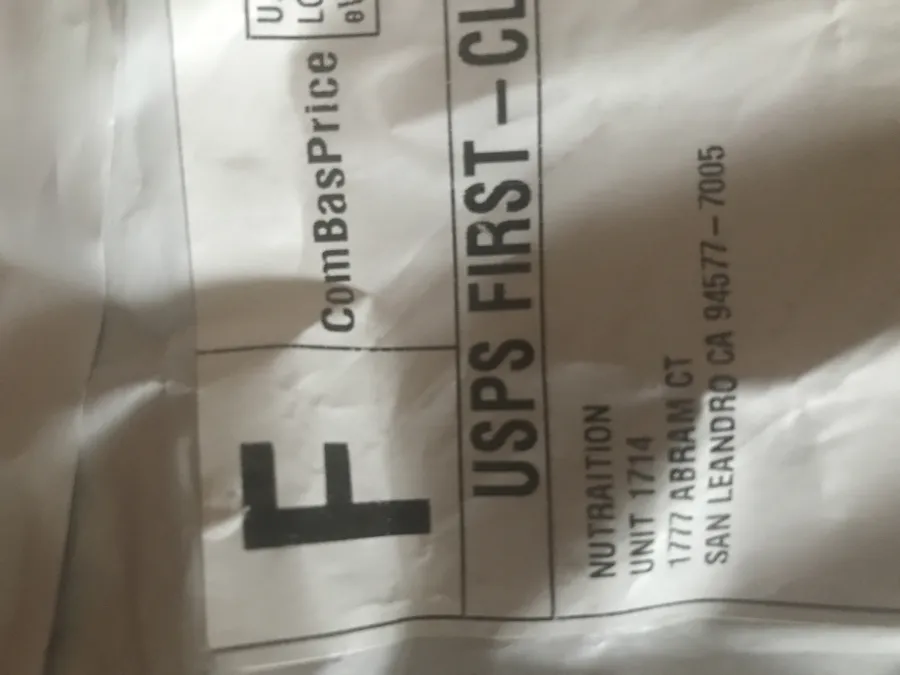 F
ComBasPrice
USPS FIRST-CL
NUTRAITION
UNIT 1714
1777 ABRAM CT
SAN LEANDRO CA 94577-7005